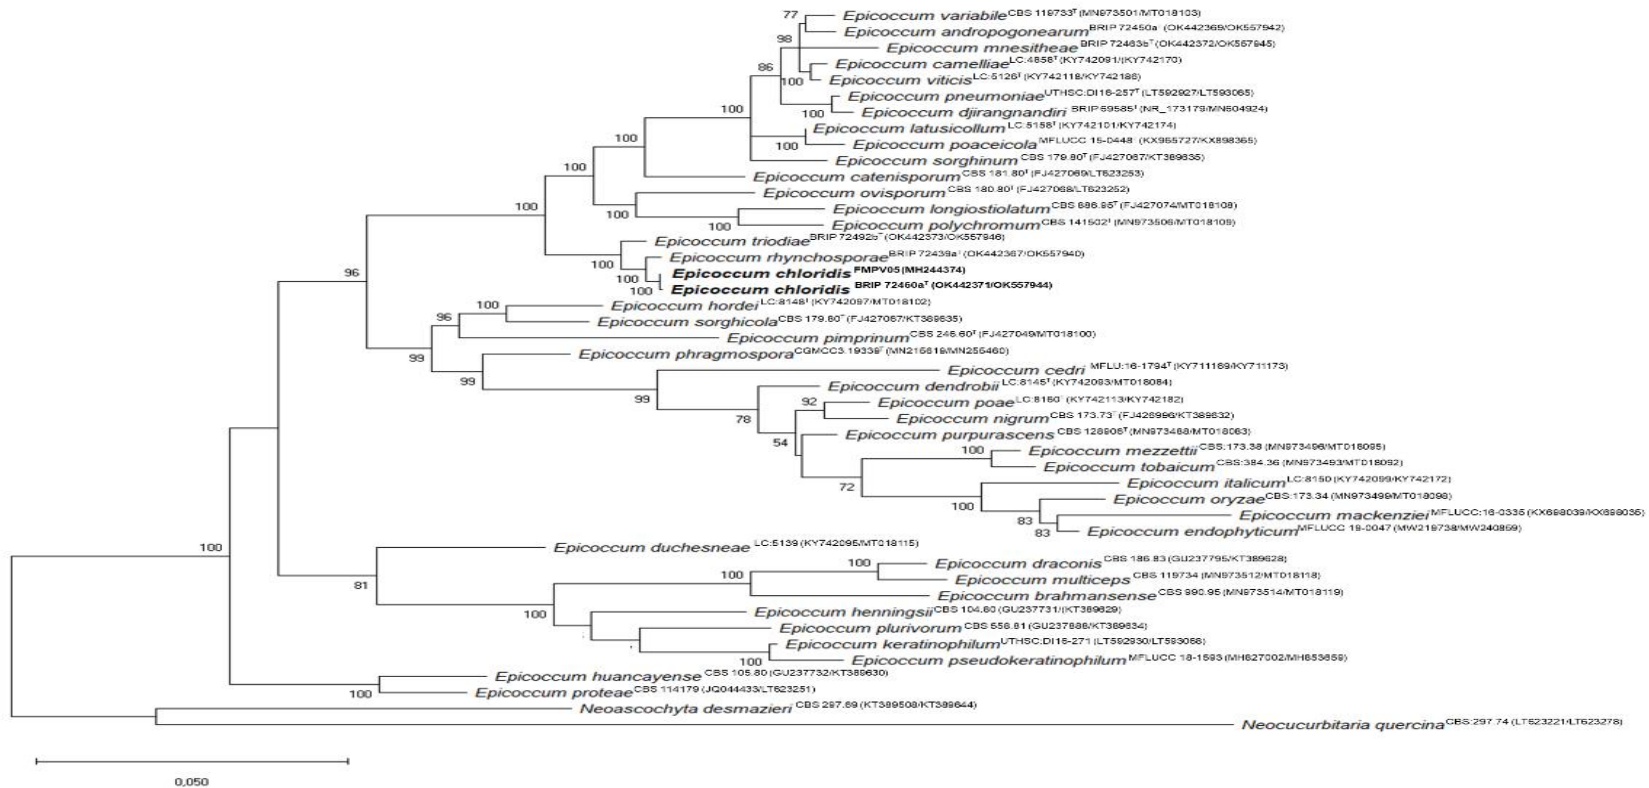 77 Epicoccum variabile CBS 119733T (MN973501/MT018103)
Epicoccum andropogonearum BRIP 72450a (OK442369/OK557942)
98 Epicoccum mnesitheae BRIP 72463bT (OK442372/OK557945)
86 Epicoccum camelliae LC:4858T (KY742091/(KY742170)
100 Epicoccum viticis LC:5126T (KY742118/KY742186)
Epicoccum pneumoniae UTHSC:DI16-257T (LT592927/LT593065)
100 100 Epicoccum djirangnandiri BRIP 69585T (NR_173179/MN604924)
Epicoccum latusicollum LC:5158T (KY742101/KY742174)
100 100 Epicoccum poaceicola MFLUCC 15-0448 (KX965727/KX898365)
Epicoccum sorghinum CBS 179.80T (FJ427067/KT389635)
100 Epicoccum catenisporum CBS 181.80T (FJ427069/LT623253)
Epicoccum ovisporum CBS 180.80T (FJ427068/LT623252)
100 100 Epicoccum longiostiolatum CBS 886.95T (FJ427074/MT018108)
100 Epicoccum polychromum CBS 141502T (MN973506/MT018109)
Epicoccum triodiae BRIP 72492bT (OK442373/OK557946)
100 Epicoccum rhynchosporae BRIP 72439aT (OK442367/OK557940)
96 100 Epicoccum chloridis FMPV05 (MH244374)
100 Epicoccum chloridis BRIP 72460aT (OK442371/OK557944)
100 Epicoccum hordei LC:8148T (KY742097/MT018102)
96 Epicoccum sorghicola CBS 179.80T (FJ427067/KT389635)
Epicoccum pimprinum CBS 246.60T (FJ427049/MT018100)
99 Epicoccum phragmospora CGMCC3.19339T (MN215619/MN255460)
99 Epicoccum cedri MFLU:16-1794T (KY711169/KY711173)
99 Epicoccum dendrobii LC:8145T (KY742093/MT018084)
92 Epicoccum poae LC:8160 (KY742113/KY742182)
78 Epicoccum nigrum CBS 173.73T (FJ426996/KT389632)
54 Epicoccum purpurascens CBS 128906T (MN973468/MT018063)
100 Epicoccum mezzettii CBS:173.38 (MN973496/MT018095)
Epicoccum tobaicum CBS:384.36 (MN973493/MT018092)
72 Epicoccum italicum LC:8150 (KY742099/KY742172)
100 Epicoccum oryzae CBS:173.34 (MN973499/MT018098)
83 Epicoccum mackenziei MFLUCC:16-0335 (KX698039/KX698035)
83 Epicoccum endophyticum MFLUCC 19-0047 (MW219738/MW240859)
100 Epicoccum duchesneae LC:5139 (KY742095/MT018115)
100 Epicoccum draconis CBS 186.83 (GU237795/KT389628)
81 100 Epicoccum multiceps CBS 119734 (MN973512/MT018118)
Epicoccum brahmansense CBS 990.95 (MN973514/MT018119)
100 Epicoccum henningsii CBS 104.80 (GU237731/(KT389629)
Epicoccum plurivorum CBS 558.81 (GU237888/KT389634)
Epicoccum keratinophilum UTHSC:DI16-271 (LT592930/LT593068)
100 Epicoccum pseudokeratinophilum MFLUCC 18-1593 (MH827002/MH853659)
Epicoccum huancayense CBS 105.80 (GU237732/KT389630)
100 Epicoccum proteae CBS 114179 (JQ044433/LT623251)
Neoascochyta desmazieri CBS 297.69 (KT389508/KT389644)
Neocucurbitaria quercina CBS:297.74 (LT623221/LT623278)
0,050